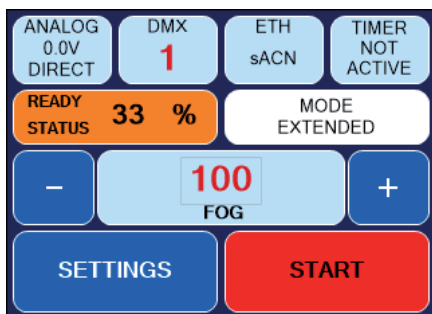 ANALOG
0.0V
DIRECT
DMX
1
ETH
sACN
TIMER
NOT
ACTIVE
READY
STATUS
33 %
MODE
EXTENDED
−
100
FOG
+
SETTINGS
START